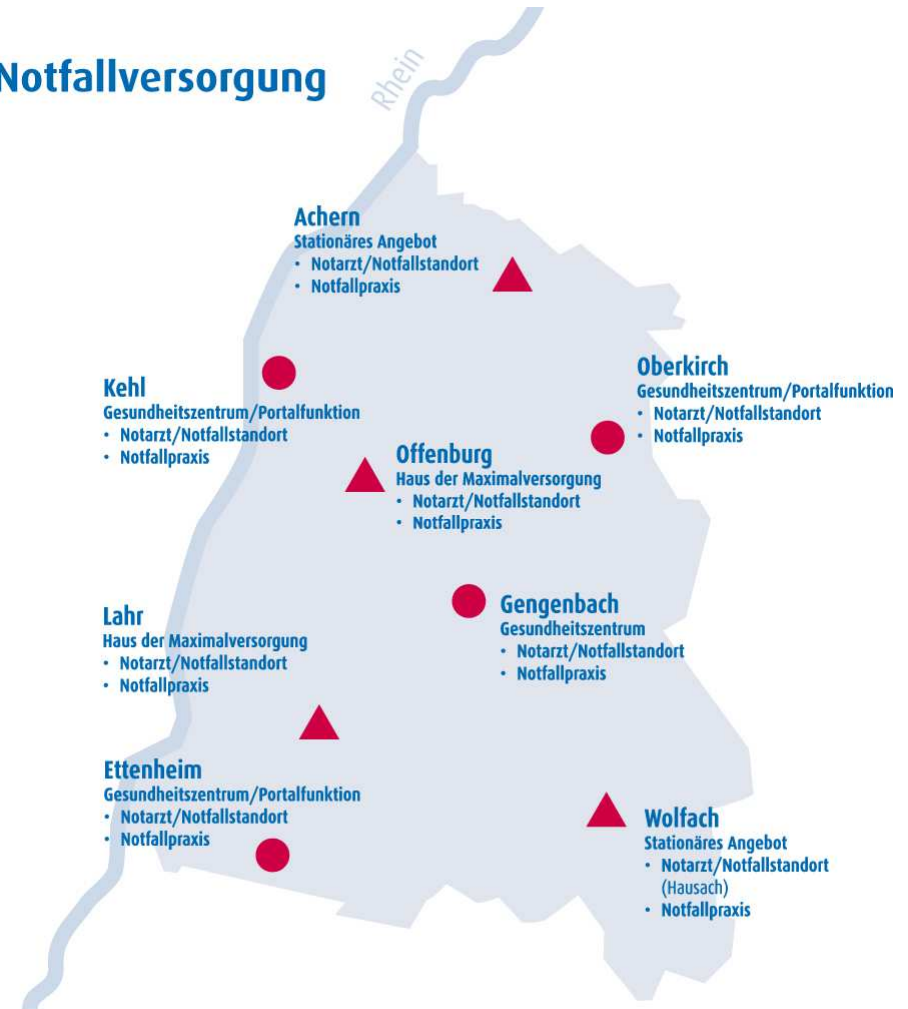 Notfallversorgung
Rhein
Achern
Stationäres Angebot
• Notarzt/Notfallstandort
• Notfallpraxis
Kehl
Gesundheitszentrum/Portalfunktion
• Notarzt/Notfallstandort
• Notfallpraxis
Oberkirch
Gesundheitszentrum/Portalfunktion
• Notarzt/Notfallstandort
• Notfallpraxis
Offenburg
Haus der Maximalversorgung
• Notarzt/Notfallstandort
• Notfallpraxis
Gengenbach
Gesundheitszentrum
• Notarzt/Notfallstandort
• Notfallpraxis
Lahr
Haus der Maximalversorgung
• Notarzt/Notfallstandort
• Notfallpraxis
Ettenheim
Gesundheitszentrum/Portalfunktion
• Notarzt/Notfallstandort
• Notfallpraxis
Wolfach
Stationäres Angebot
• Notarzt/Notfallstandort
(Hausach)
• Notfallpraxis